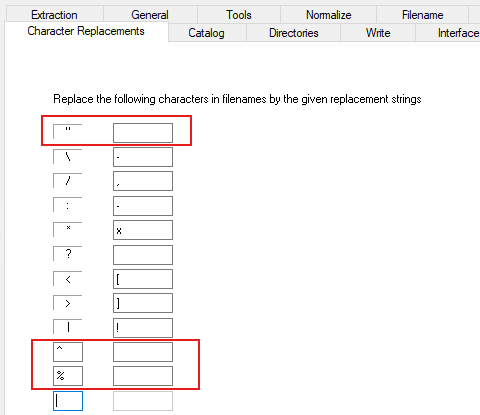 Extraction General Tools Normalize Filename
Character Replacements Catalog Directories Write Interface
Replace the following characters in filenames by the given replacement strings
"
\ -
/ ,
: -
* x
?
< [
> ]
| !
^
%